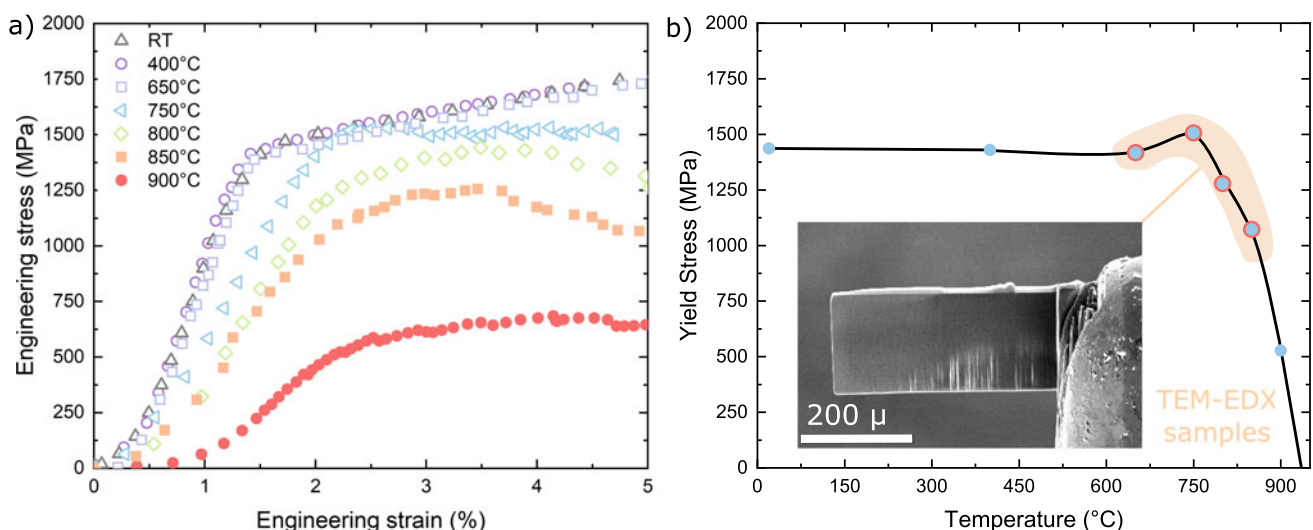 a)
RT
400°C
650°C
750°C
800°C
850°C
900°C
2000
1750
1500
1250
1000
750
500
250
0
Engineering stress (MPa)
0 1 2 3 4 5
Engineering strain (%)
b)
2000
1750
1500
1250
1000
750
500
250
0
Yield Stress (MPa)
200 µ
TEM-EDX
samples
0 150 300 450 600 750 900
Temperature (°C)